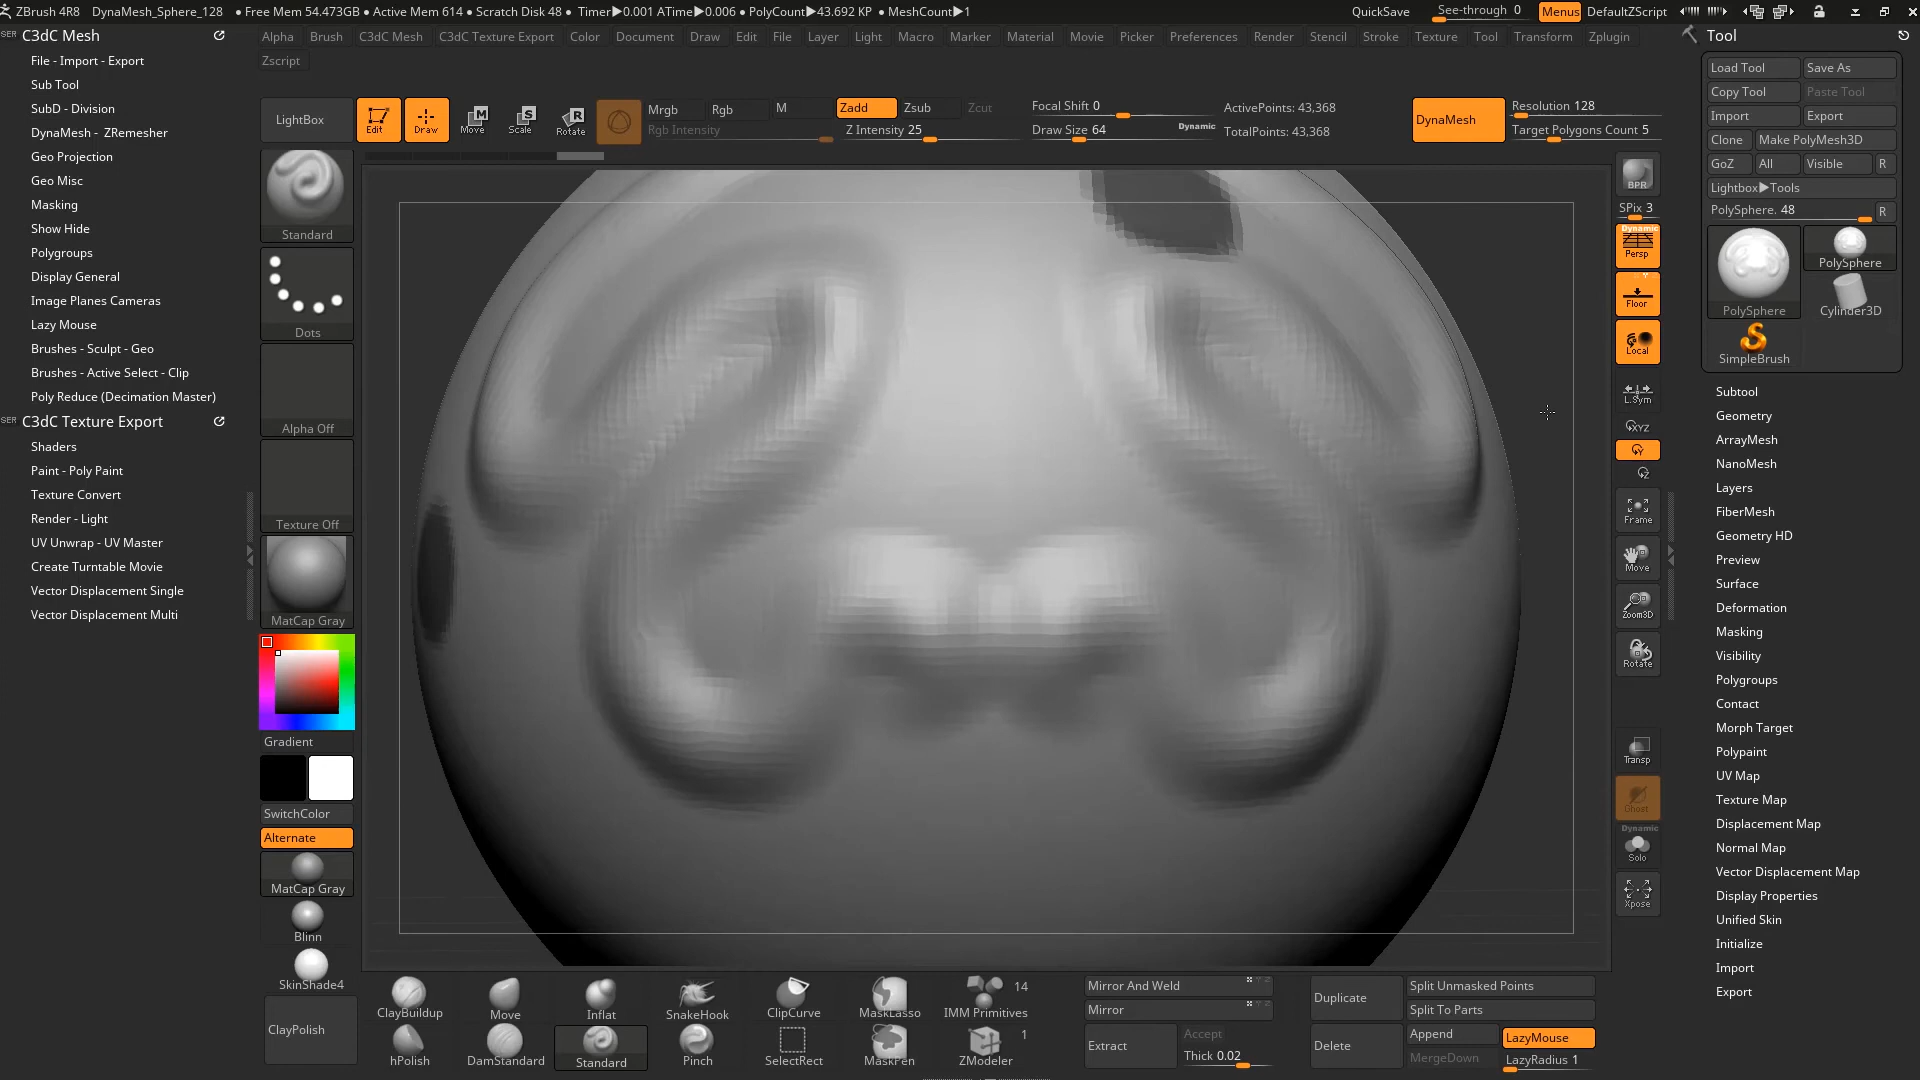 ZBrush 4R8 DynaMesh_Sphere_128 • Free Mem 54.473GB • Active Mem 614 • Scratch Disk 48 • Timer▶0.001 ATime▶0.006 • PolyCount▶43.692 KP • MeshCount▶1 QuickSave See-through 0 Menus DefaultZScript
SER C3dC Mesh
File - Import - Export
Sub Tool
SubD - Division
DynaMesh - ZRemesher
Geo Projection
Geo Misc
Masking
Show Hide
Polygroups
Display General
Image Planes Cameras
Lazy Mouse
Brushes - Sculpt - Geo
Brushes - Active Select - Clip
Poly Reduce (Decimation Master)
SER C3dC Texture Export
Shaders
Paint - Poly Paint
Texture Convert
Render - Light
UV Unwrap - UV Master
Create Turntable Movie
Vector Displacement Single
Vector Displacement Multi
Alpha Brush C3dC Mesh C3dC Texture Export Color Document Draw Edit File Layer Light Macro Marker Material Movie Picker Preferences Render Stencil Stroke Texture Tool Transform Zplugin
Zscript
LightBox
Edit
Draw
M
Move
S
Scale
R
Rotate
Mrgb Rgb M
Rgb Intensity
Zadd Zsub Zcut
Z Intensity 25
Focal Shift 0
Draw Size 64
Dynamic
ActivePoints: 43,368
TotalPoints: 43,368
DynaMesh
Resolution 128
Target Polygons Count 5
Standard
Dots
Alpha Off
Texture Off
MatCap Gray
Gradient
SwitchColor
Alternate
MatCap Gray
Blinn
SkinShade4
ClayPolish
BPR
SPix 3
Dynamic
Persp
Floor
Local
L.Sym
XYZ
Y
Z
Frame
Move
Zoom3D
Rotate
Transp
Ghost
Dynamic
Solo
Xpose
ClayBuildup Move Inflat SnakeHook ClipCurve MaskLasso IMM Primitives 14
hPolish DamStandard Standard Pinch SelectRect MaskPen ZModeler 1
Mirror And Weld
Mirror
Extract
Accept
Thick 0.02
Duplicate
Delete
Split Unmasked Points
Split To Parts
Append
MergeDown
LazyMouse
LazyRadius 1
Tool
Load Tool Save As
Copy Tool Paste Tool
Import Export
Clone Make PolyMesh3D
GoZ All Visible R
Lightbox▶Tools
PolySphere. 48 R
PolySphere
PolySphere
Cylinder3D
SimpleBrush
Subtool
Geometry
ArrayMesh
NanoMesh
Layers
FiberMesh
Geometry HD
Preview
Surface
Deformation
Masking
Visibility
Polygroups
Contact
Morph Target
Polypaint
UV Map
Texture Map
Displacement Map
Normal Map
Vector Displacement Map
Display Properties
Unified Skin
Initialize
Import
Export